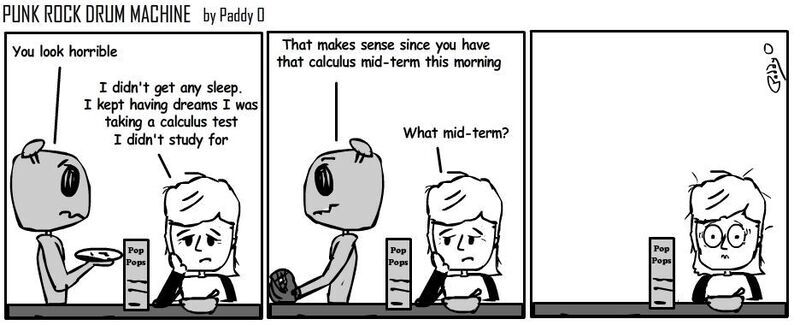 PUNK ROCK DRUM MACHINE by Paddy O
You look horrible
I didn't get any sleep.
I kept having dreams I was
taking a calculus test
I didn't study for
Pop
Pops
That makes sense since you have
that calculus mid-term this morning
What mid-term?
Pop
Pops
Paddy O
Pop
Pops